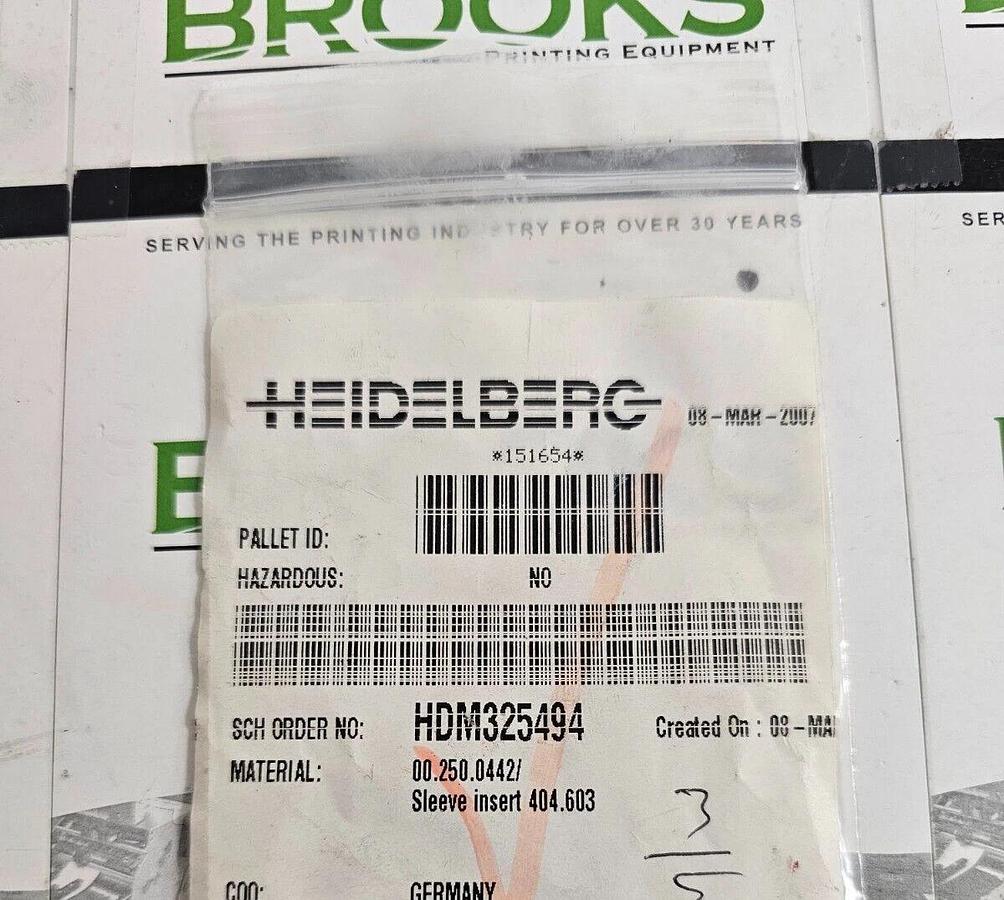 BROOKS
PRINTING EQUIPMENT
SERVING THE PRINTING INDUSTRY FOR OVER 30 YEARS
SER
HEIDELBERG
08-MAR-2007
*151654*
PALLET ID:
HAZARDOUS: NO
SCH ORDER NO: HDM325494 Created On : 08-MA
MATERIAL: 00.250.0442/
Sleeve insert 404.603
COO: GERMANY